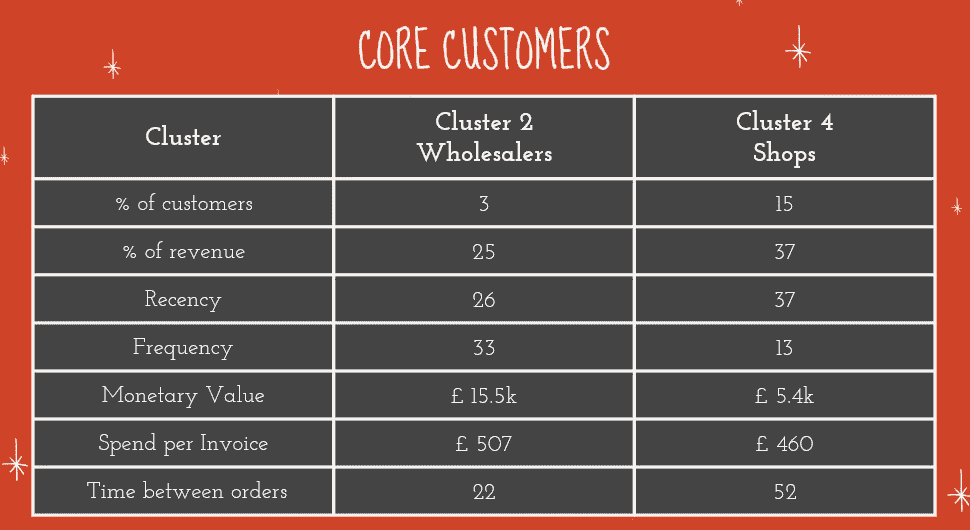 CORE CUSTOMERS
Cluster
Cluster 2
Wholesalers
Cluster 4
Shops
% of customers 3 15
% of revenue 25 37
Recency 26 37
Frequency 33 13
Monetary Value £ 15.5k £ 5.4k
Spend per Invoice £ 507 £ 460
Time between orders 22 52